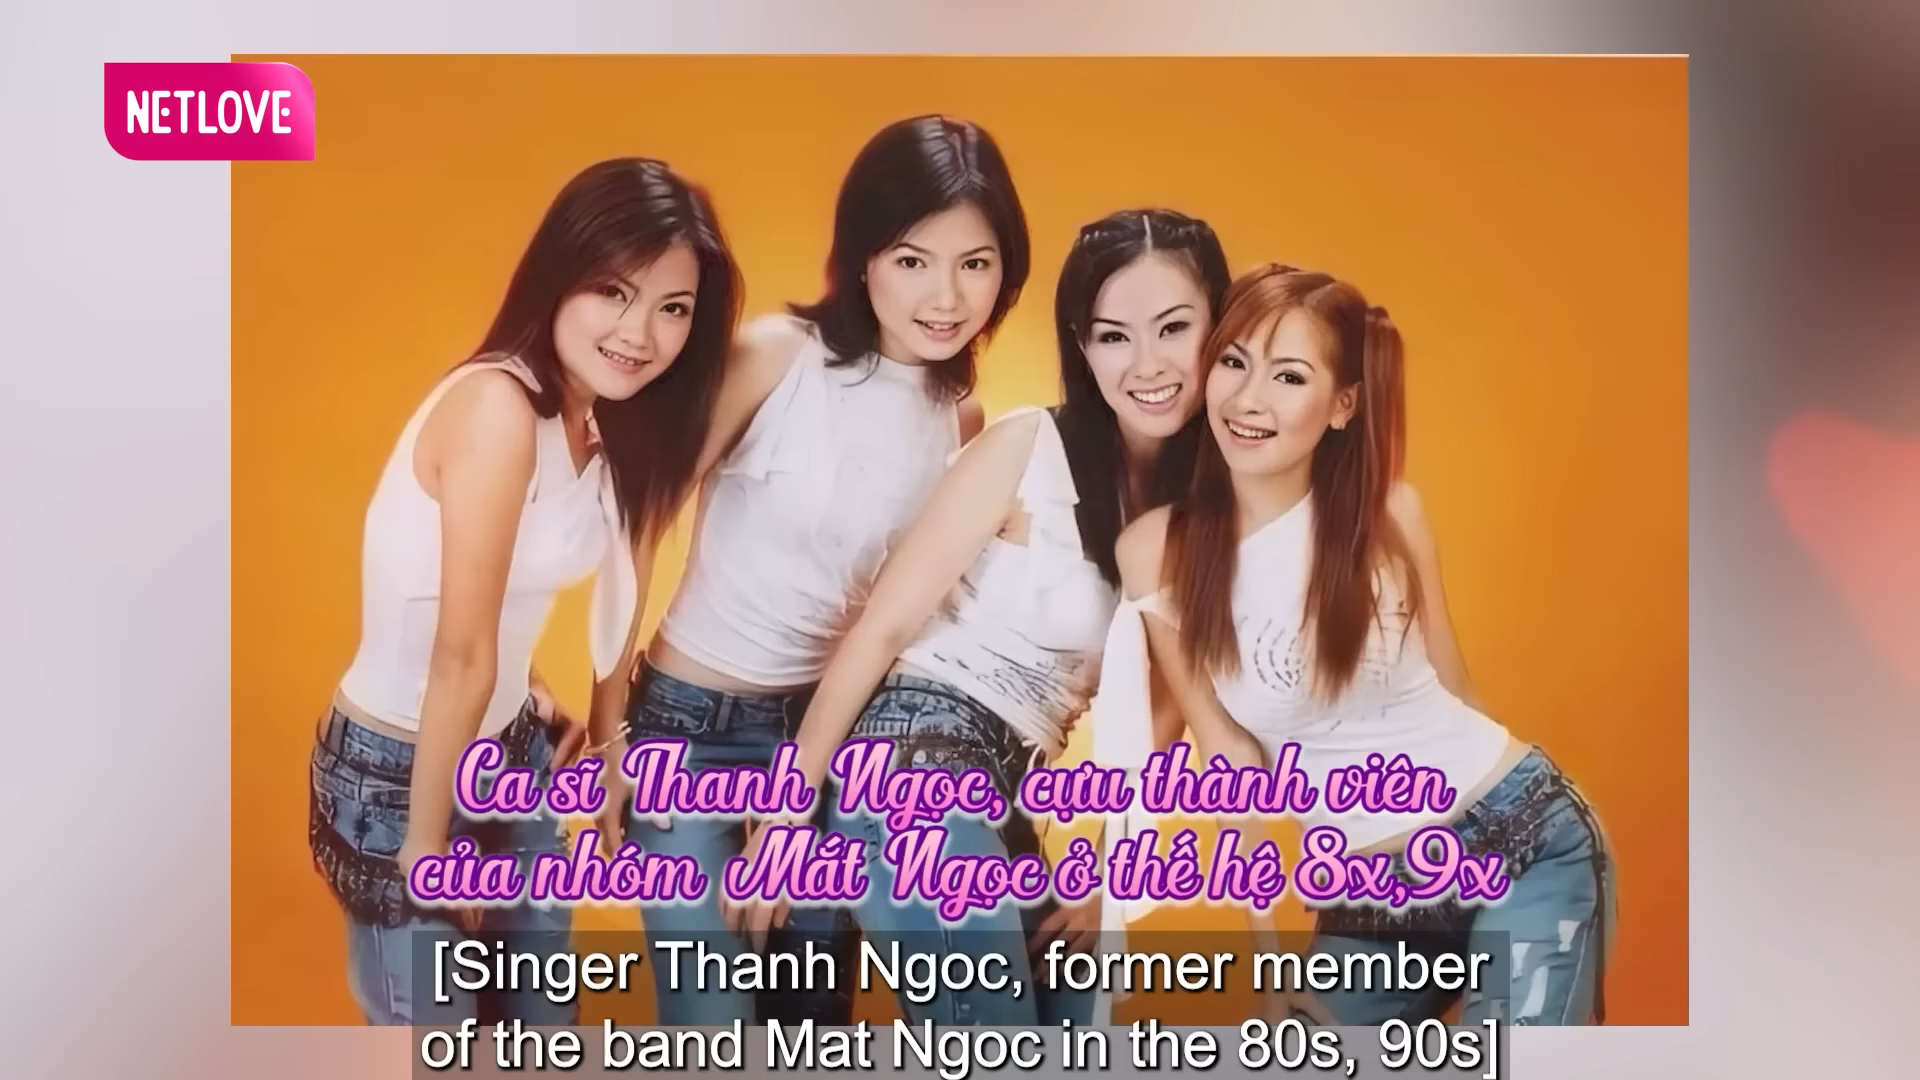 NETLOVE
Ca sĩ Thanh Ngọc, cựu thành viên
của nhóm Mắt Ngọc ở thế hệ 8x,9x
[Singer Thanh Ngoc, former member
of the band Mat Ngoc in the 80s, 90s]